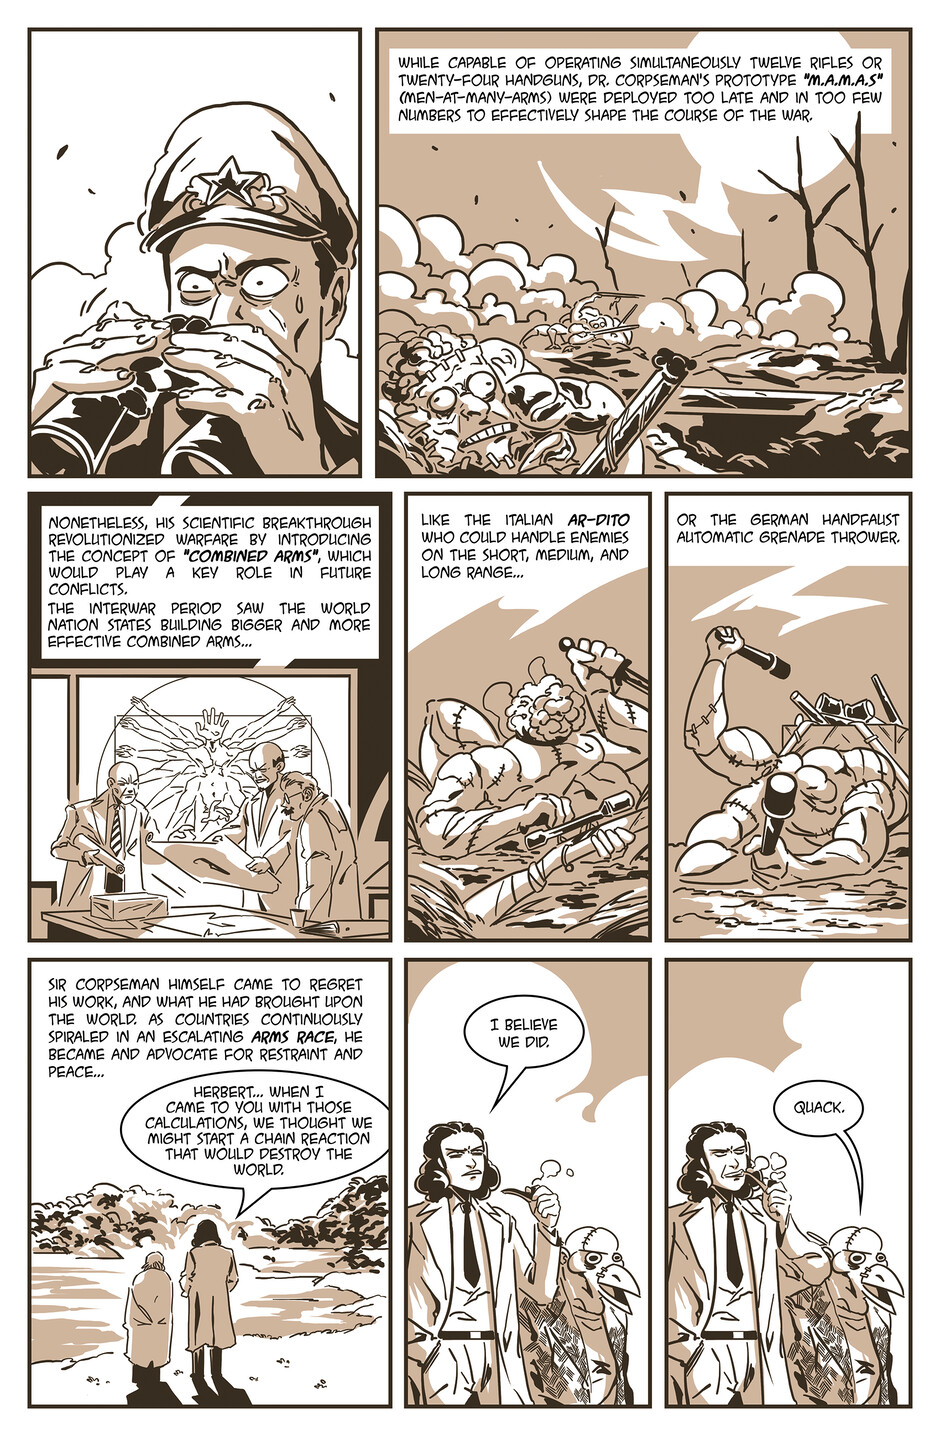 WHILE CAPABLE OF OPERATING SIMULTANEOUSLY TWELVE RIFLES OR
TWENTY-FOUR HANDGUNS, DR. CORPSEMAN'S PROTOTYPE "M.A.M.A.S"
(MEN-AT-MANY-ARMS) WERE DEPLOYED TOO LATE AND IN TOO FEW
NUMBERS TO EFFECTIVELY SHAPE THE COURSE OF THE WAR.
NONETHELESS, HIS SCIENTIFIC BREAKTHROUGH
REVOLUTIONIZED WARFARE BY INTRODUCING
THE CONCEPT OF "COMBINED ARMS", WHICH
WOULD PLAY A KEY ROLE IN FUTURE
CONFLICTS.
THE INTERWAR PERIOD SAW THE WORLD
NATION STATES BUILDING BIGGER AND MORE
EFFECTIVE COMBINED ARMS...
LIKE THE ITALIAN AR-DITO
WHO COULD HANDLE ENEMIES
ON THE SHORT, MEDIUM, AND
LONG RANGE...
OR THE GERMAN HANDFAUST
AUTOMATIC GRENADE THROWER.
SIR CORPSEMAN HIMSELF CAME TO REGRET
HIS WORK, AND WHAT HE HAD BROUGHT UPON
THE WORLD. AS COUNTRIES CONTINUOUSLY
SPIRALED IN AN ESCALATING ARMS RACE, HE
BECAME AND ADVOCATE FOR RESTRAINT AND
PEACE...
HERBERT... WHEN I
CAME TO YOU WITH THOSE
CALCULATIONS, WE THOUGHT WE
MIGHT START A CHAIN REACTION
THAT WOULD DESTROY THE
WORLD.
I BELIEVE
WE DID.
QUACK.